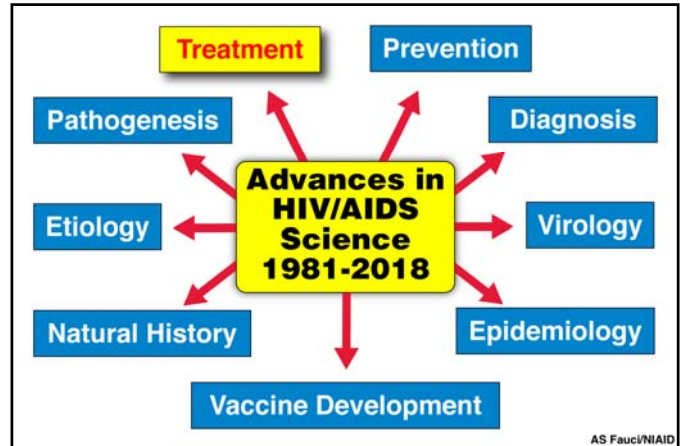 Treatment
Prevention
Pathogenesis
Diagnosis
Advances in
HIV/AIDS
Science
1981-2018
Etiology
Virology
Natural History
Epidemiology
Vaccine Development
AS Fauci/NIAID